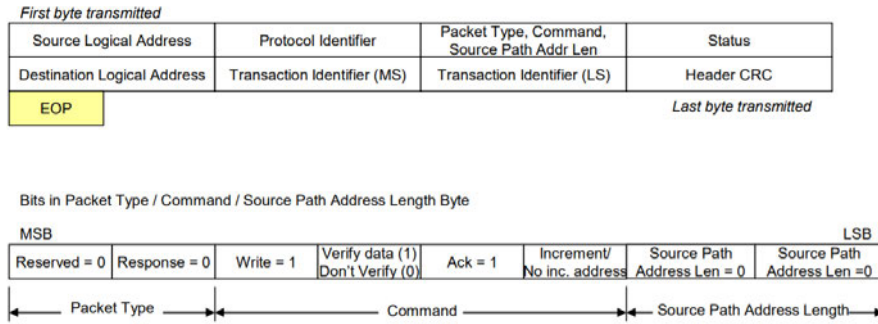 First byte transmitted
Source Logical Address
Protocol Identifier
Packet Type, Command,
Source Path Addr Len
Status
Destination Logical Address
Transaction Identifier (MS)
Transaction Identifier (LS)
Header CRC
EOP
Last byte transmitted
Bits in Packet Type / Command / Source Path Address Length Byte
MSB
LSB
Reserved = 0
Response = 0
Write = 1
Verify data (1)
Don't Verify (0)
Ack = 1
Increment/
No inc. address
Source Path
Address Len = 0
Source Path
Address Len =0
Packet Type
Command
Source Path Address Length